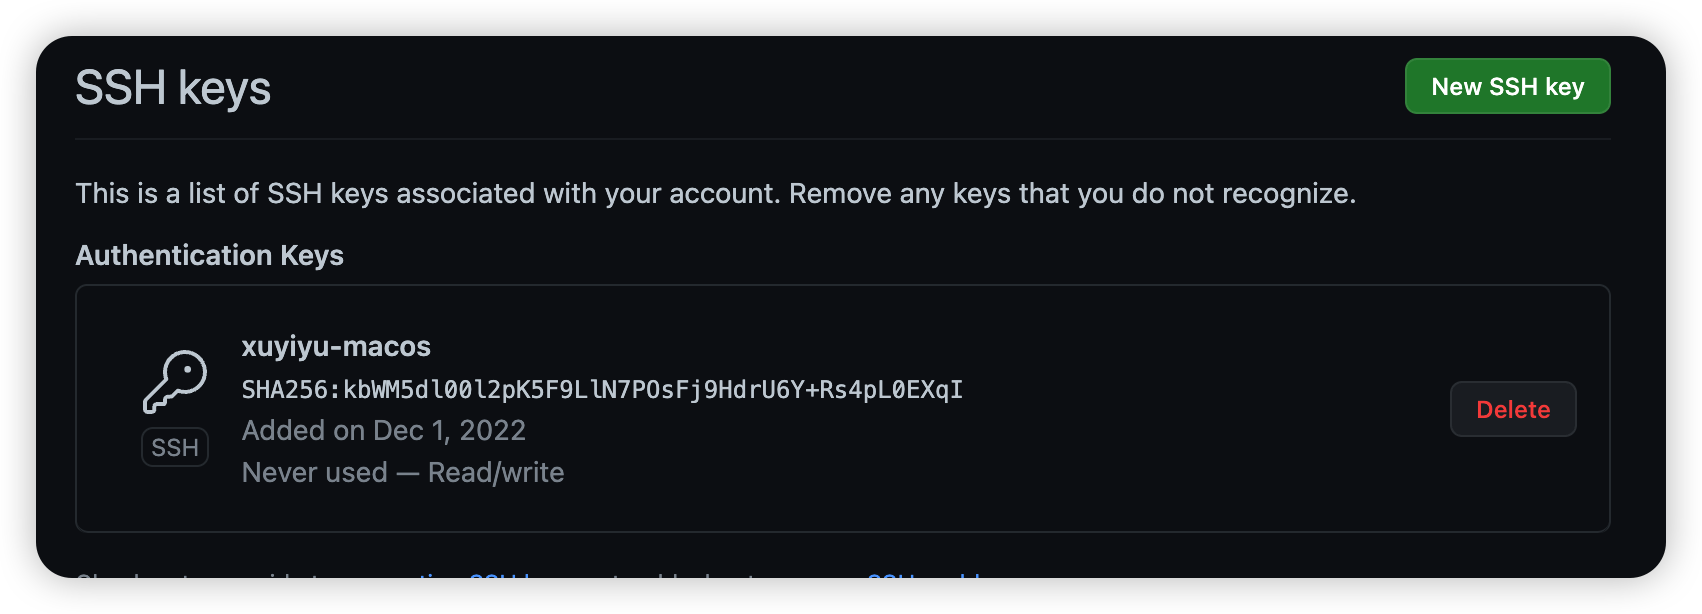 SSH keys
New SSH key
This is a list of SSH keys associated with your account. Remove any keys that you do not recognize.
Authentication Keys
xuyiyu-macos
SHA256:kbWM5dl00l2pK5F9LlN7POsFj9HdrU6Y+Rs4pL0EXqI
Added on Dec 1, 2022
Never used — Read/write
SSH
Delete